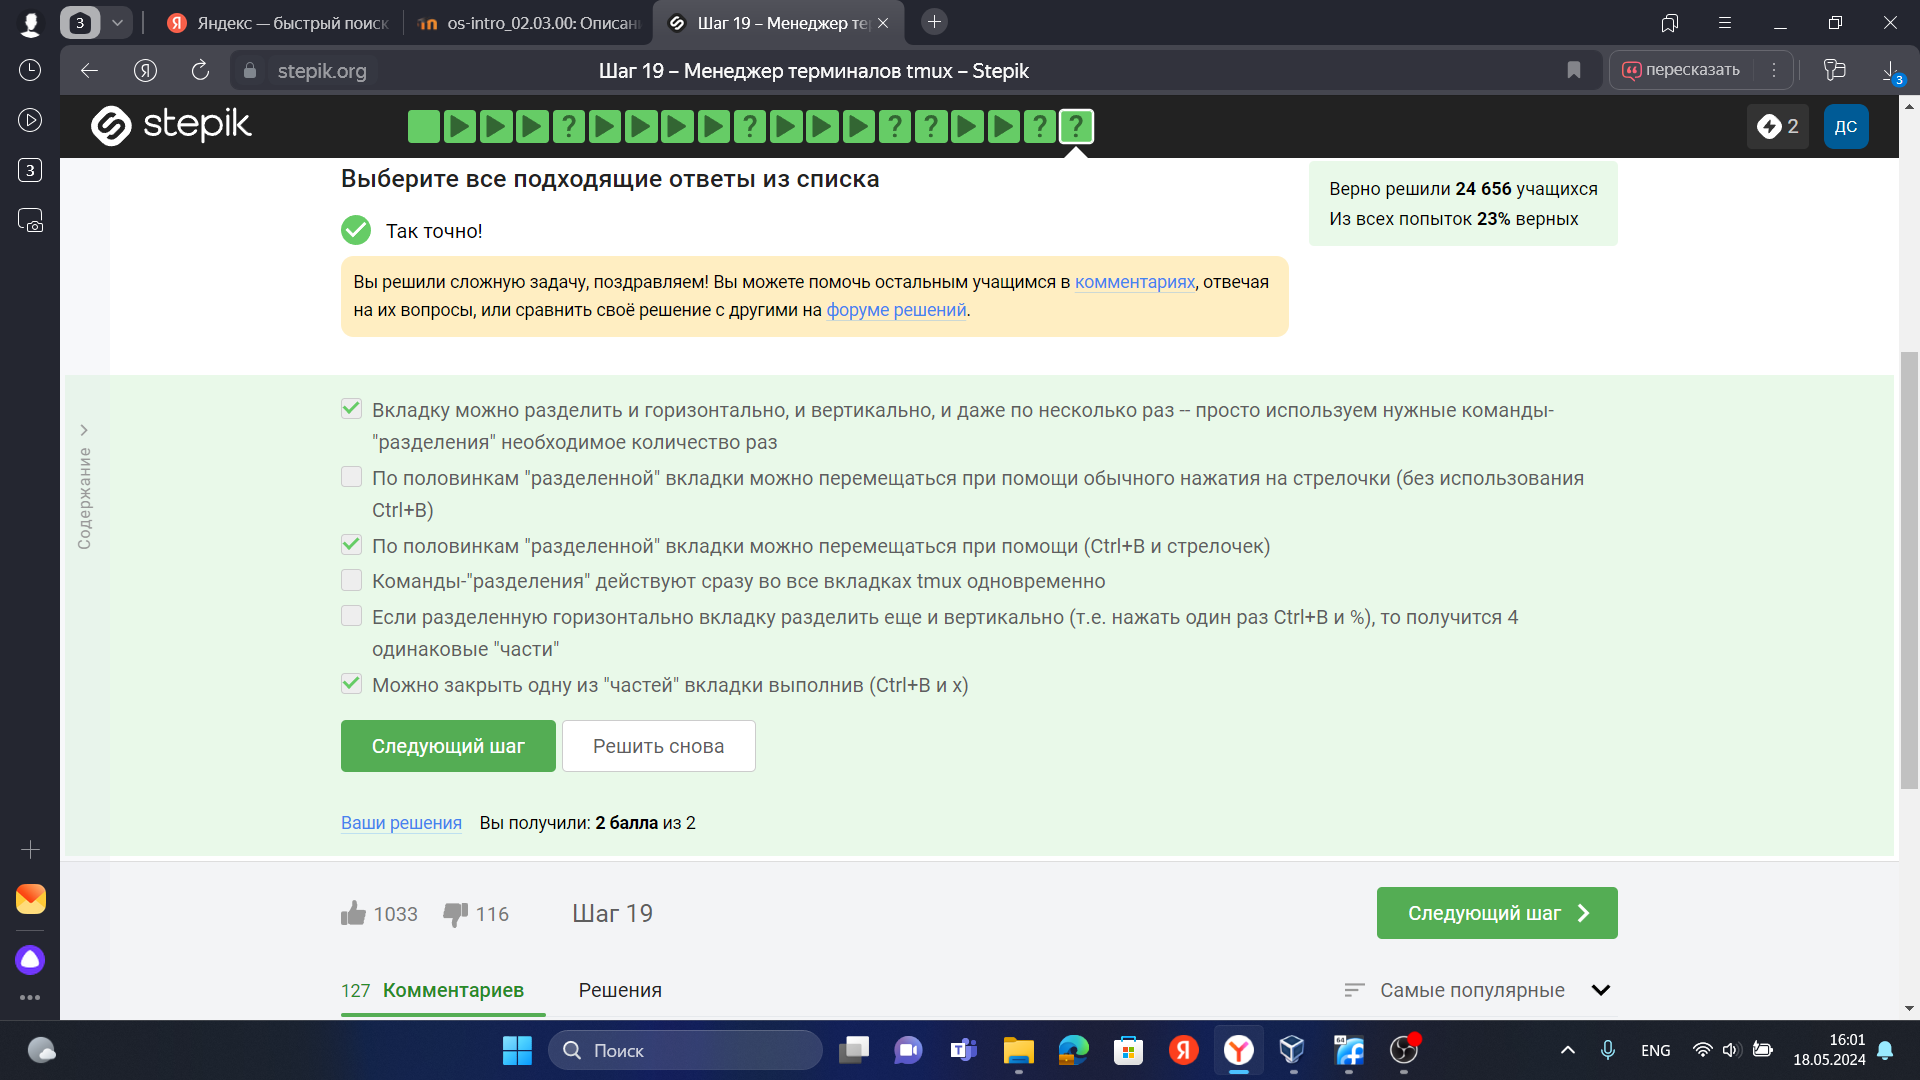 3
Яндекс — быстрый поиск
os-intro_02.03.00: Описани
Шаг 19 – Менеджер те
stepik.org
Шаг 19 – Менеджер терминалов tmux – Stepik
пересказать
3
stepik
2
ДС
3
Выберите все подходящие ответы из списка
Верно решили 24 656 учащихся
Из всех попыток 23% верных
Так точно!
Вы решили сложную задачу, поздравляем! Вы можете помочь остальным учащимся в комментариях, отвечая
на их вопросы, или сравнить своё решение с другими на форуме решений.
Содержание
Вкладку можно разделить и горизонтально, и вертикально, и даже по несколько раз -- просто используем нужные команды-
"разделения" необходимое количество раз
По половинкам "разделенной" вкладки можно перемещаться при помощи обычного нажатия на стрелочки (без использования
Ctrl+B)
По половинкам "разделенной" вкладки можно перемещаться при помощи (Ctrl+B и стрелочек)
Команды-"разделения" действуют сразу во все вкладках tmux одновременно
Если разделенную горизонтально вкладку разделить еще и вертикально (т.е. нажать один раз Ctrl+B и %), то получится 4
одинаковые "части"
Можно закрыть одну из "частей" вкладки выполнив (Ctrl+B и x)
Следующий шаг
Решить снова
Ваши решения Вы получили: 2 балла из 2
1033
116
Шаг 19
Следующий шаг
127 Комментариев
Решения
Самые популярные
Поиск
64
ENG
16:01
18.05.2024